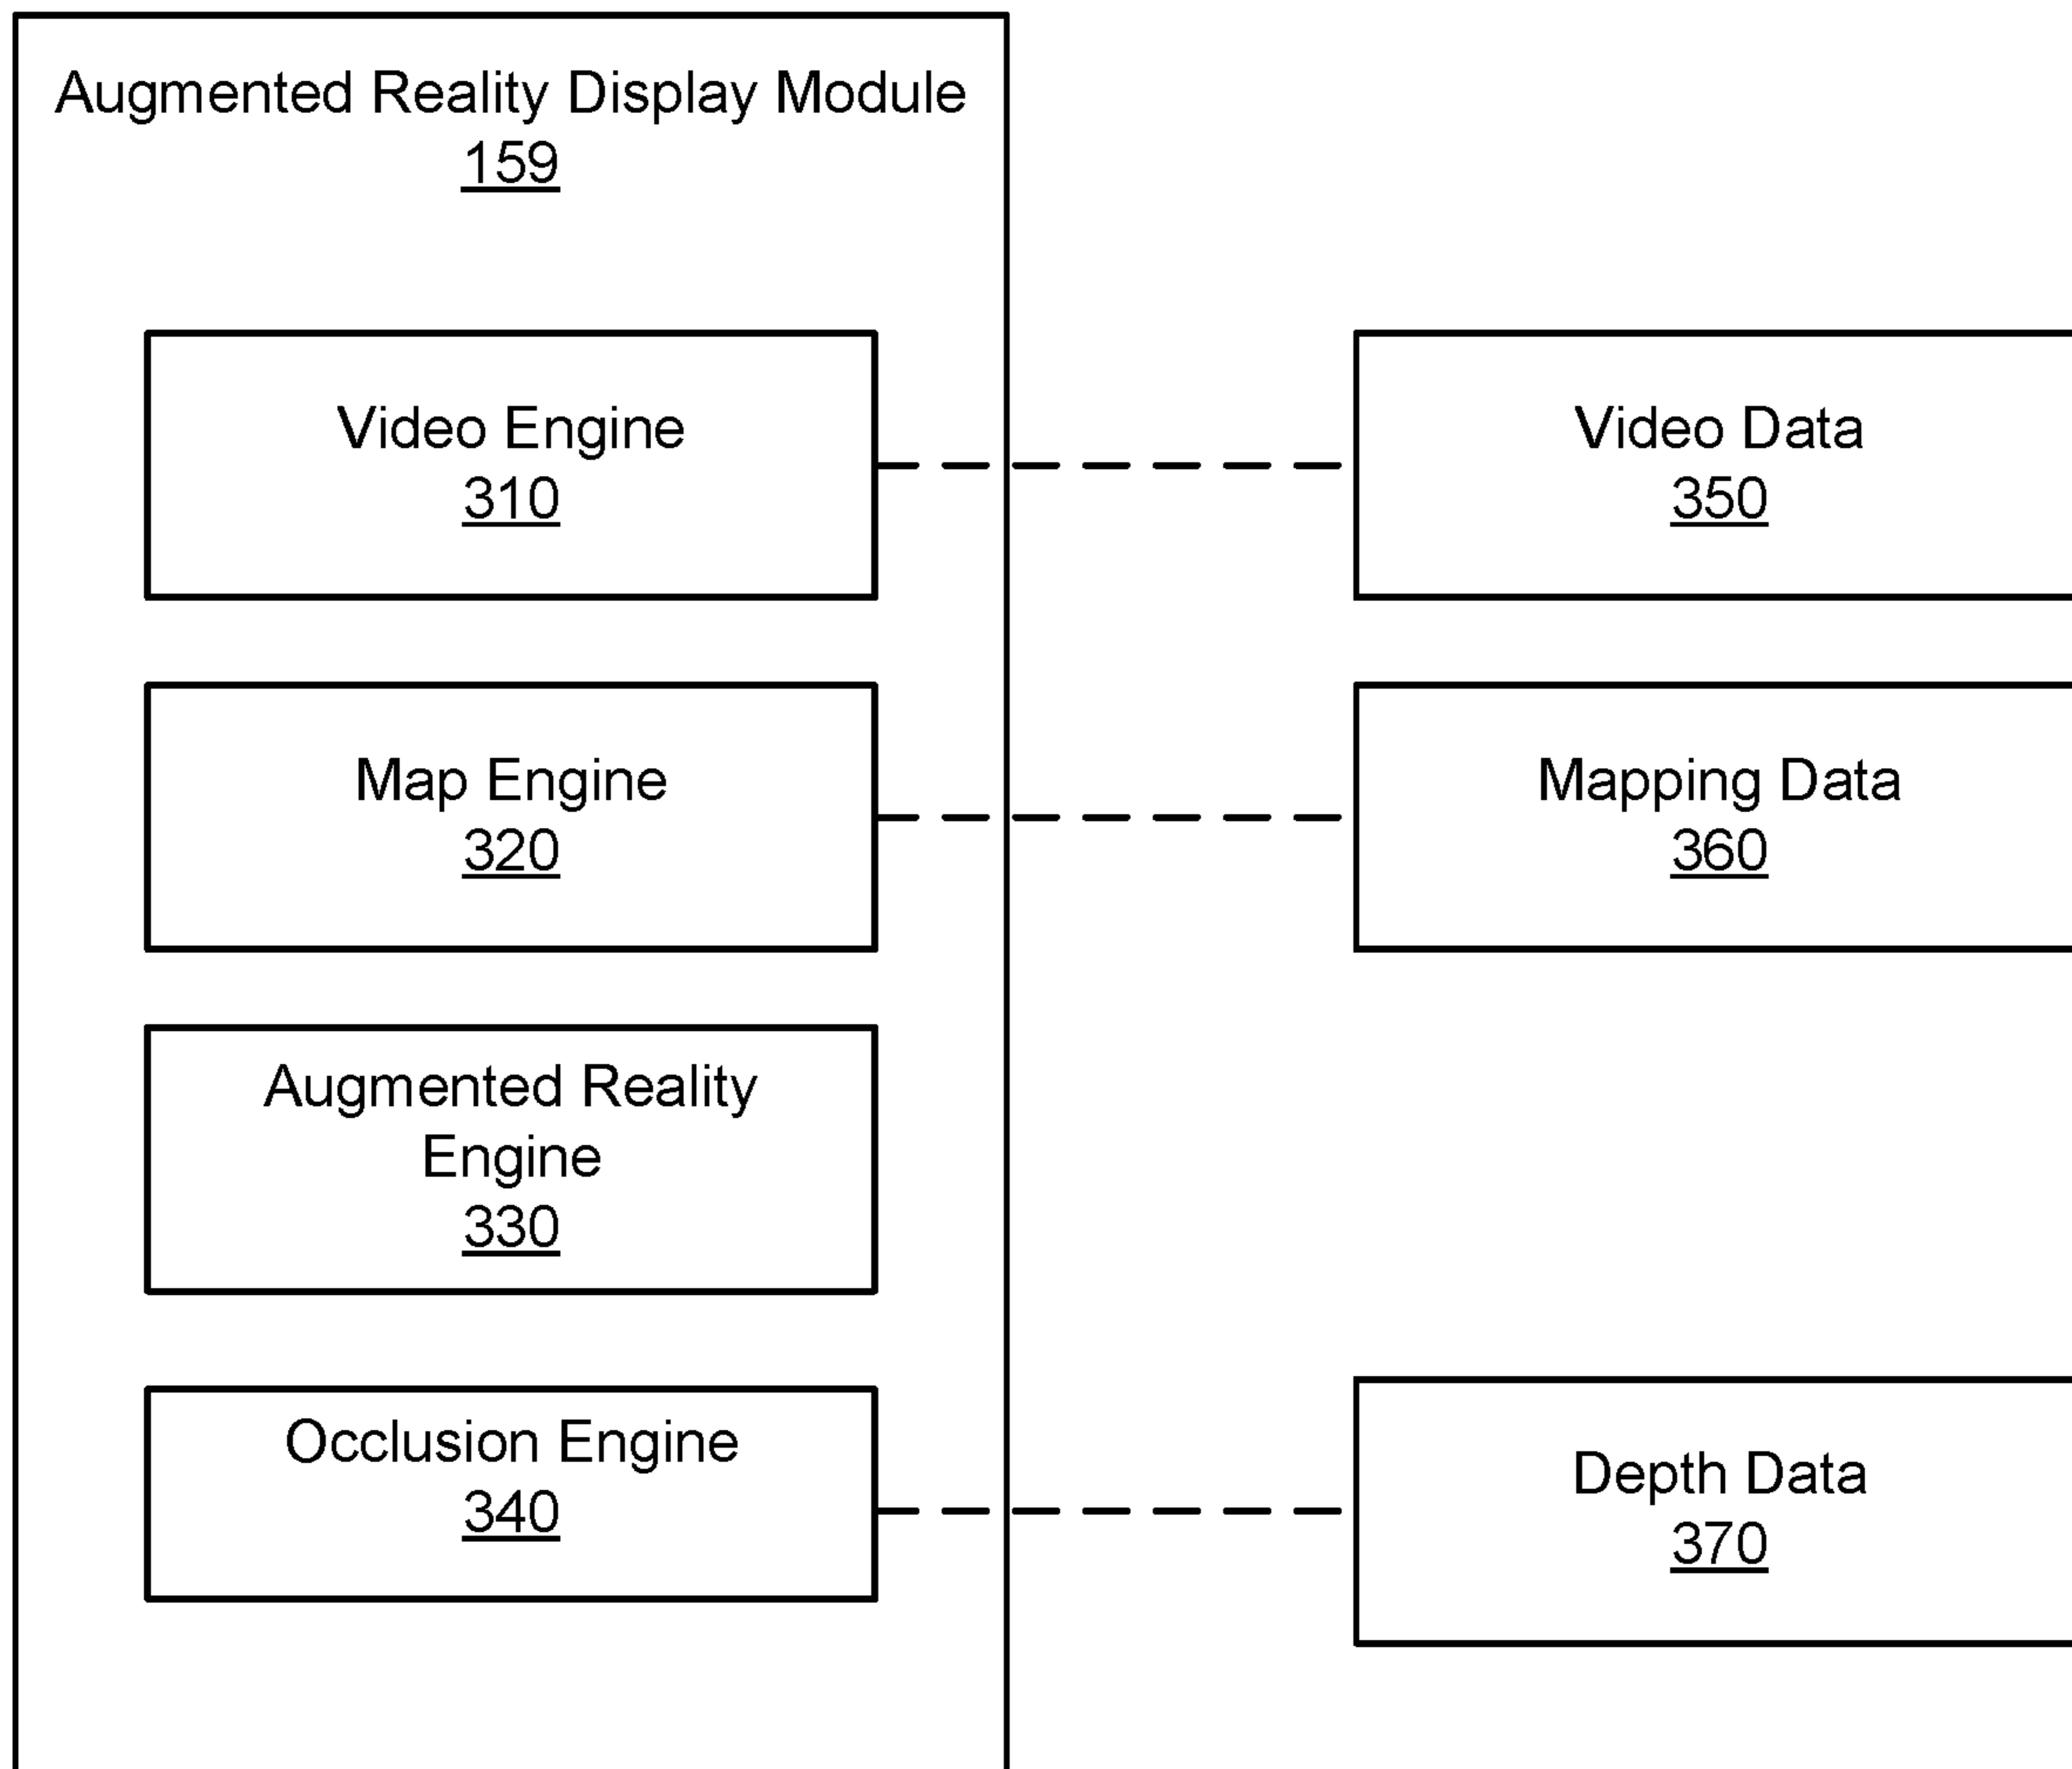 Augmented Reality Display Module
159
Video Engine
310
Video Data
350
Map Engine
320
Mapping Data
360
Augmented Reality
Engine
330
Occlusion Engine
340
Depth Data
370